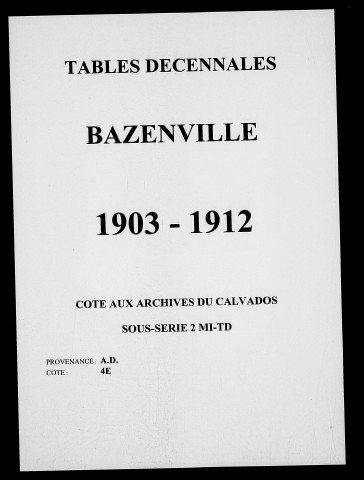 TABLES DECENNALES
BAZENVILLE
1903 - 1912
COTE AUX ARCHIVES DU CALVADOS
SOUS-SERIE 2 MI-TD
PROVENANCE : A.D.
COTE : 4E